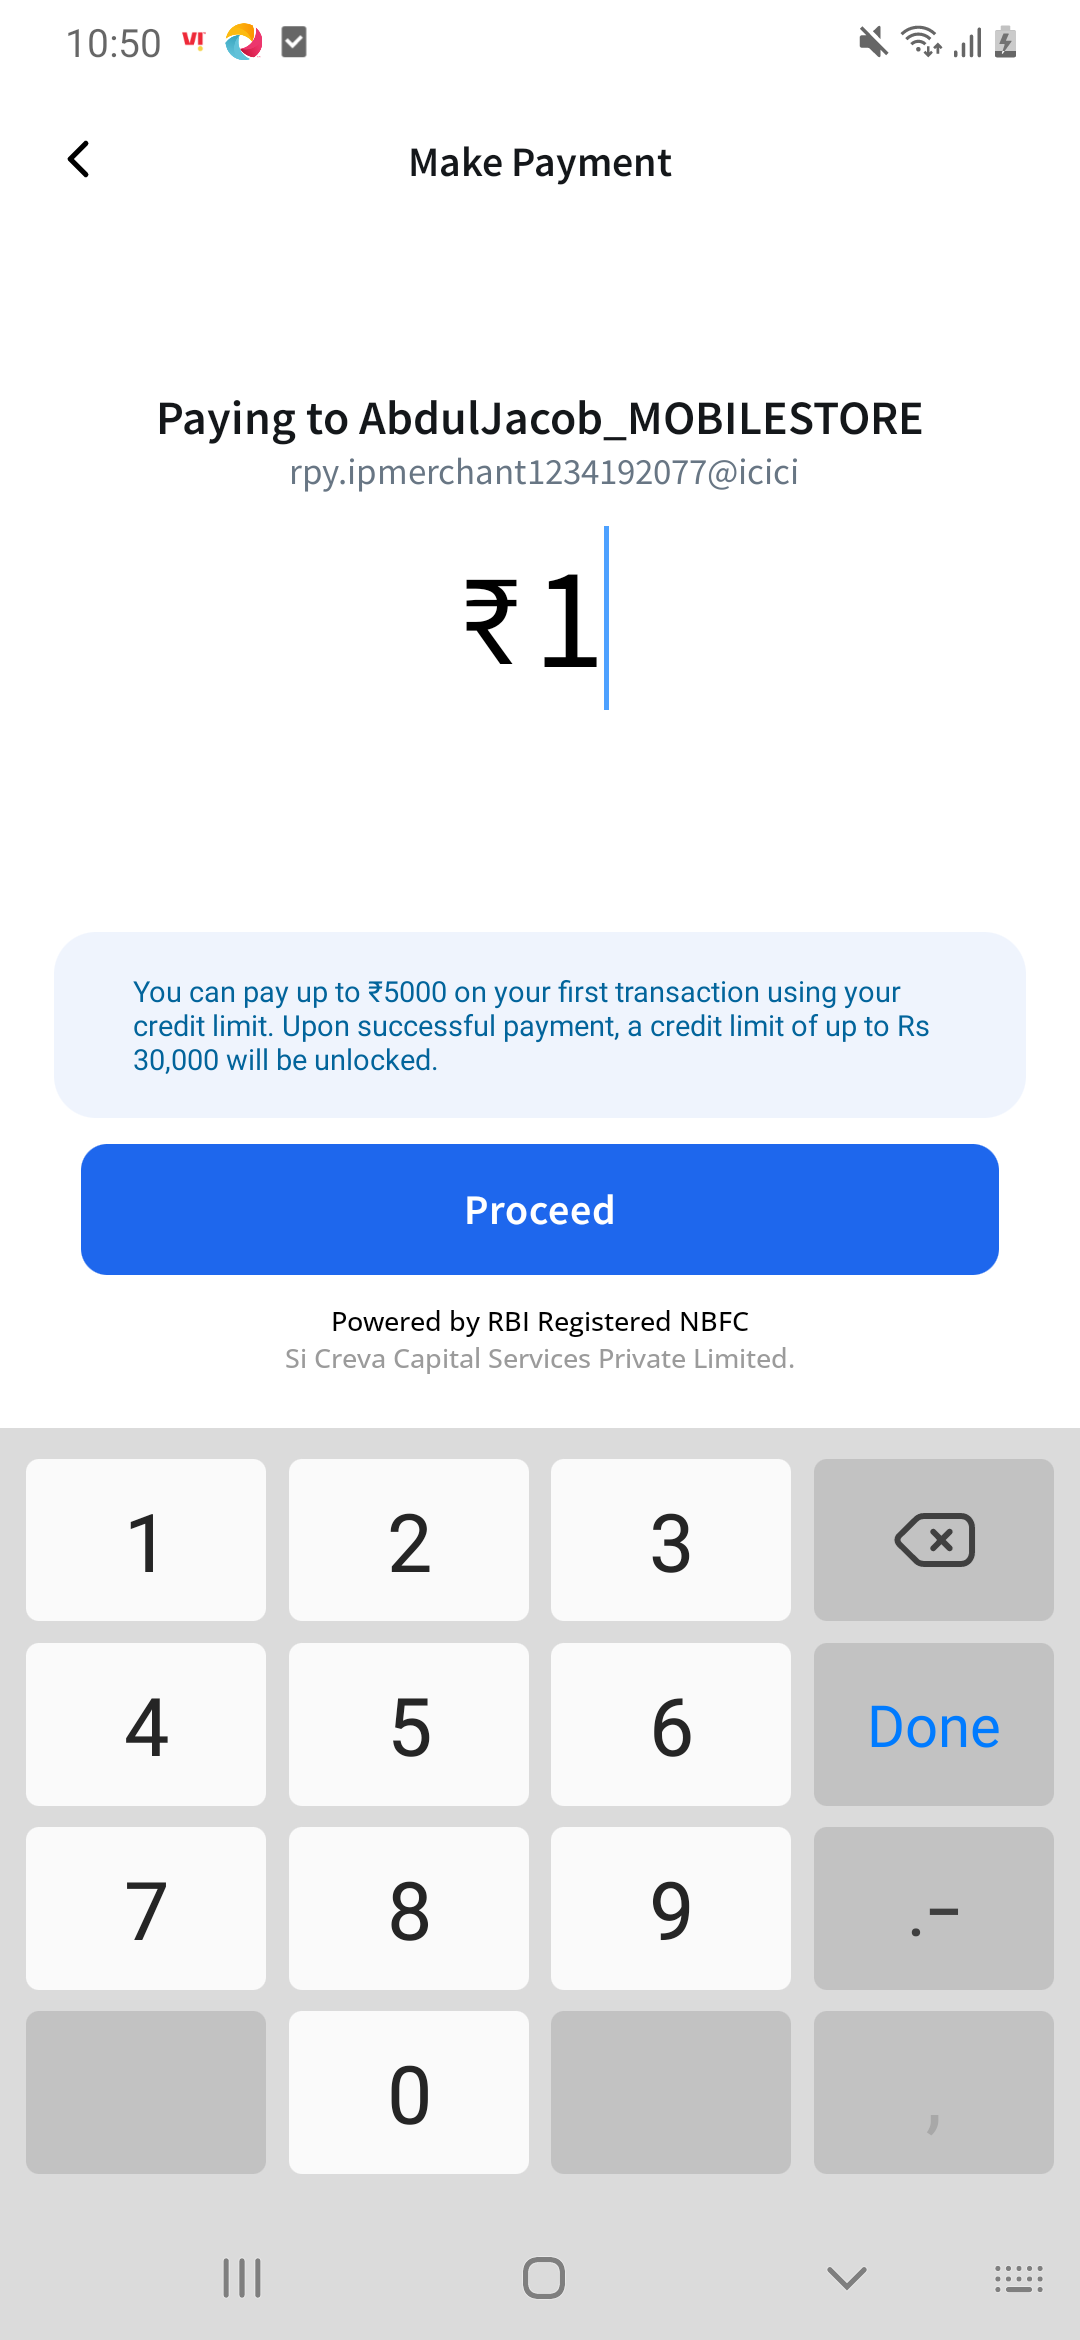 10:50 VI!
Make Payment
Paying to AbdulJacob_MOBILESTORE
rpy.ipmerchant1234192077@icici
₹1
You can pay up to ₹5000 on your first transaction using your
credit limit. Upon successful payment, a credit limit of up to Rs
30,000 will be unlocked.
Proceed
Powered by RBI Registered NBFC
Si Creva Capital Services Private Limited.
1 2 3
4 5 6 Done
7 8 9 .-
0 ,